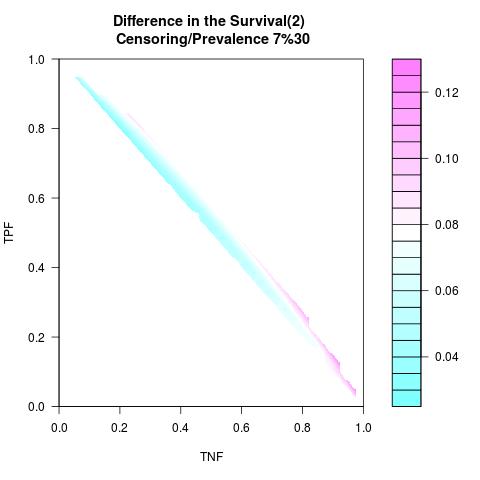 Difference in the Survival(2)
Censoring/Prevalence 7%30
1.0
0.8
0.6
0.4
0.2
0.0
TPF
0.0 0.2 0.4 0.6 0.8 1.0
TNF
0.12
0.10
0.08
0.06
0.04